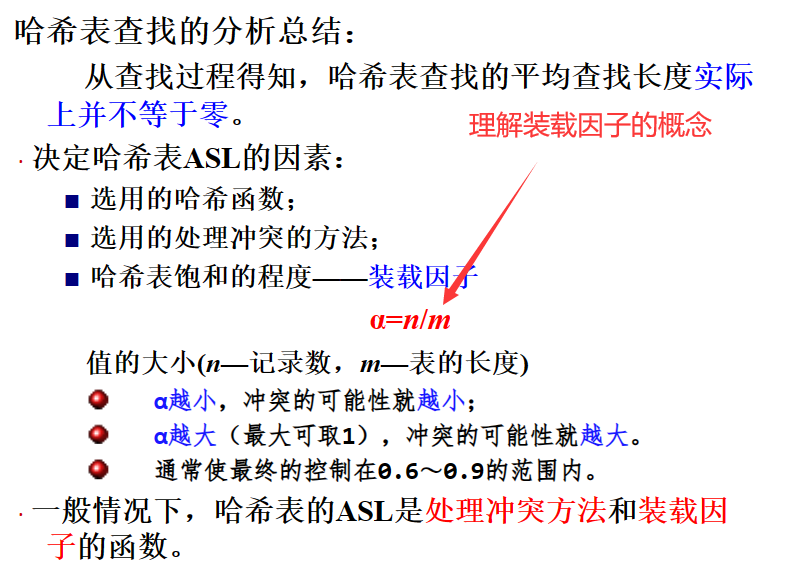 哈希表查找的分析总结：
从查找过程得知，哈希表查找的平均查找长度实际
上并不等于零。
理解装载因子的概念
· 决定哈希表ASL的因素：
■ 选用的哈希函数；
■ 选用的处理冲突的方法；
■ 哈希表饱和的程度——装载因子
α=n/m
值的大小(n—记录数，m—表的长度)
α越小，冲突的可能性就越小；
α越大（最大可取1），冲突的可能性就越大。
通常使最终的控制在0.6～0.9的范围内。
· 一般情况下，哈希表的ASL是处理冲突方法和装载因
子的函数。